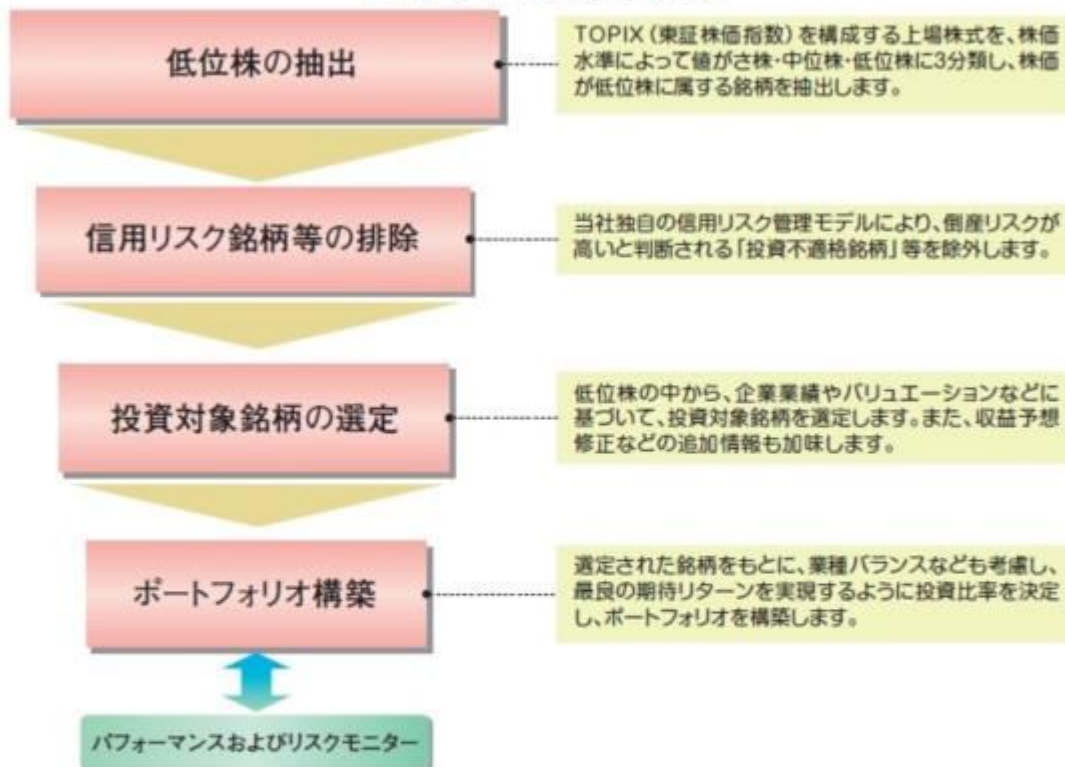 低位株の抽出
TOPIX（東証株価指数）を構成する上場株式を、株価
水準によって値がさ株・中位株・低位株に3分類し、株価
が低位株に属する銘柄を抽出します。
信用リスク銘柄等の排除
当社独自の信用リスク管理モデルにより、倒産リスクが
高いと判断される「投資不適格銘柄」等を除外します。
投資対象銘柄の選定
低位株の中から、企業業績やバリュエーションなどに
基づいて、投資対象銘柄を選定します。また、収益予想
修正などの追加情報も加味します。
ポートフォリオ構築
選定された銘柄をもとに、業種バランスなども考慮し、
最良の期待リターンを実現するように投資比率を決定
し、ポートフォリオを構築します。
パフォーマンスおよびリスクモニター